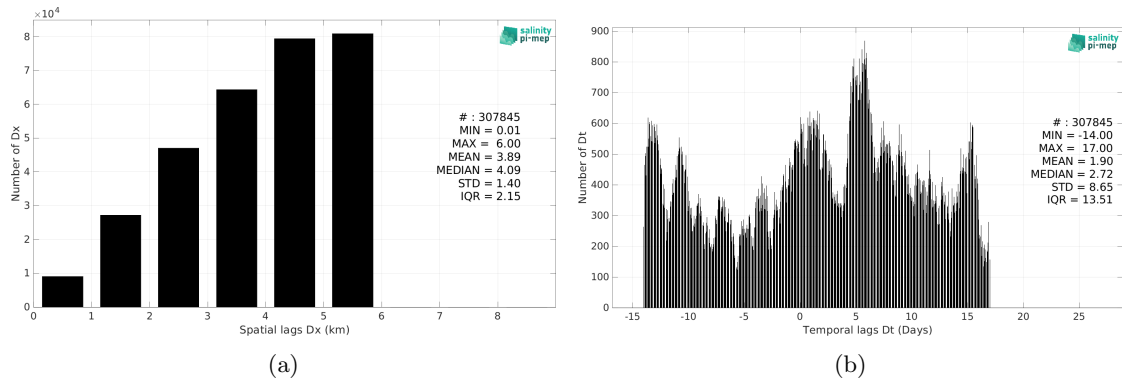 ×10⁴
8
7
6
5
4
3
2
1
0
Number of Dx
salinity
pi-mep
# : 307845
MIN = 0.01
MAX = 6.00
MEAN = 3.89
MEDIAN = 4.09
STD = 1.40
IQR = 2.15
0 1 2 3 4 5 6 7 8
Spatial lags Dx (km)
(a)
900
800
700
600
500
400
300
200
100
0
Number of Dt
salinity
pi-mep
# : 307845
MIN = -14.00
MAX = 17.00
MEAN = 1.90
MEDIAN = 2.72
STD = 8.65
IQR = 13.51
-15 -10 -5 0 5 10 15 20 25
Temporal lags Dt (Days)
(b)